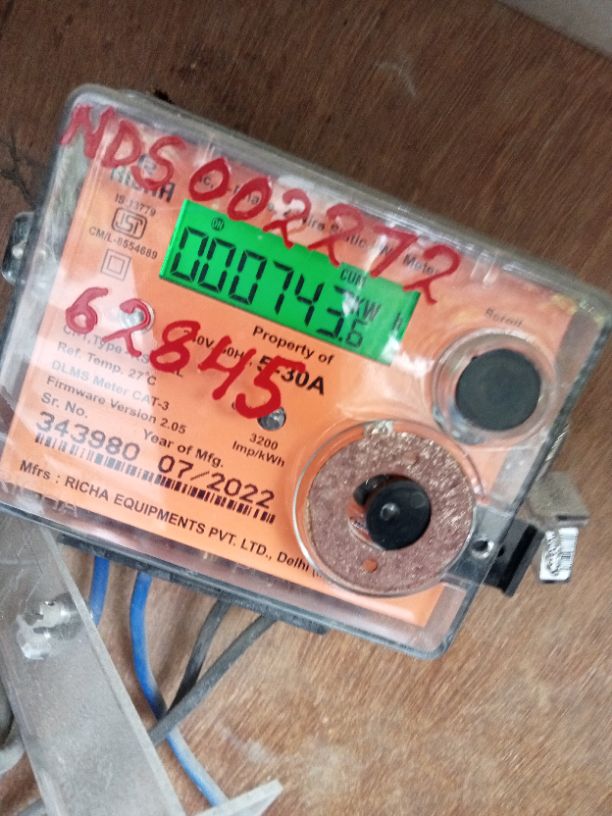 NDS002272
IS-13779
CM/L-8554689
CUM
000743.6 kW h
62845
Property of
5-30A
Scroll
Ref. Temp. 27°C
DLMS Meter CAT-3
Firmware Version 2.05
3200
Imp/kWh
Sr. No.
Year of Mfg.
343980 07/2022
Mfrs : RICHA EQUIPMENTS PVT. LTD., Delhi